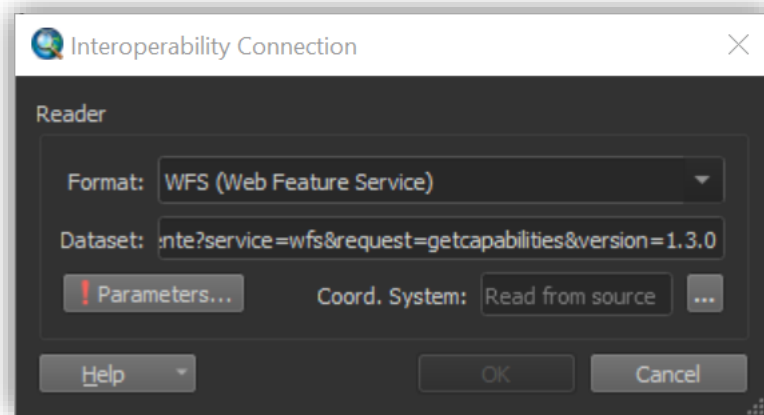 Interoperability Connection
Reader
Format: WFS (Web Feature Service)
Dataset: ente?service=wfs&request=getcapabilities&version=1.3.0
! Parameters... Coord. System: Read from source ...
Help OK Cancel